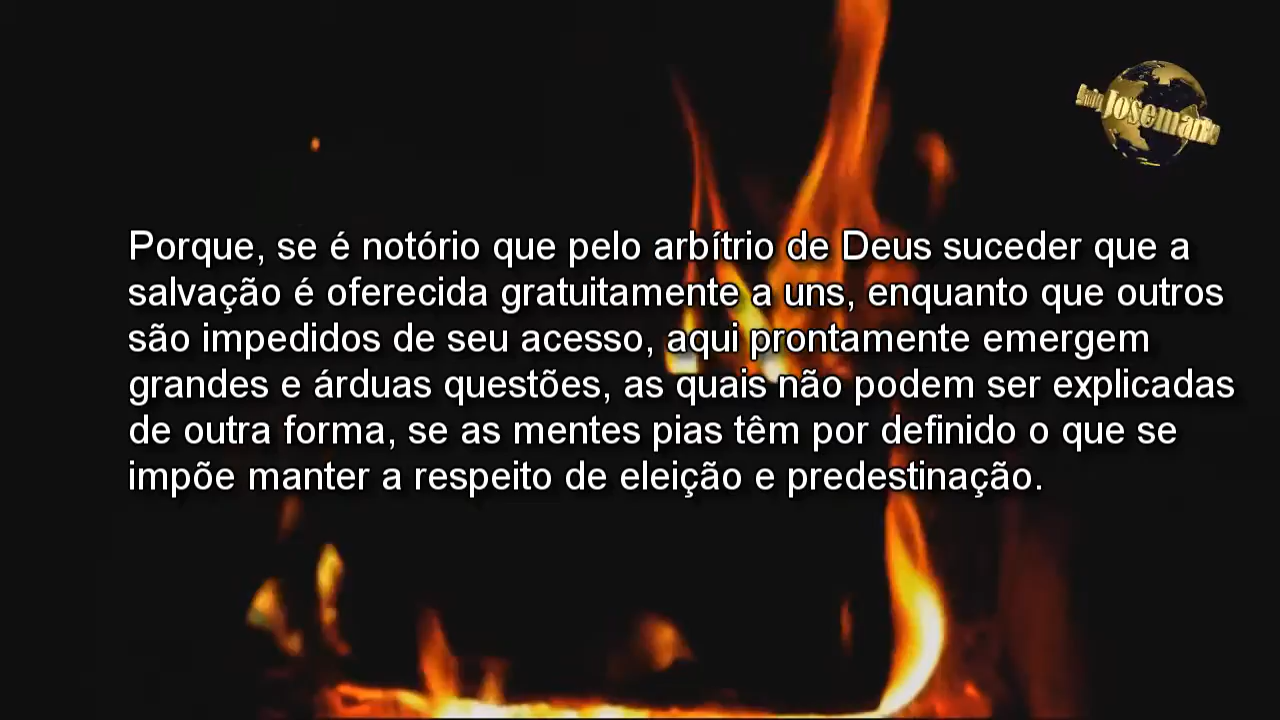 Josemar
Porque, se é notório que pelo arbítrio de Deus suceder que a
salvação é oferecida gratuitamente a uns, enquanto que outros
são impedidos de seu acesso, aqui prontamente emergem
grandes e árduas questões, as quais não podem ser explicadas
de outra forma, se as mentes pias têm por definido o que se
impõe manter a respeito de eleição e predestinação.